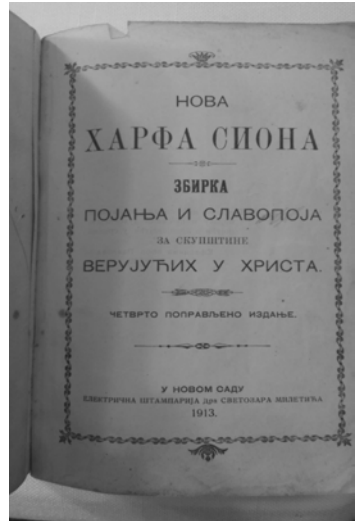 НОВА
ХАРФА СИОНА
ЗБИРКА
ПОЈАЊА И СЛАВОПОЈА
ЗА СКУПШТИНЕ
ВЕРУЈУЋИХ У ХРИСТА.
ЧЕТВРТО ПОПРАВЉЕНО ИЗДАЊЕ.
У НОВОМ САДУ
ЕЛЕКТРИЧНА ШТАМПАРИЈА дра СВЕТОЗАРА МИЛЕТИЋА
1913.